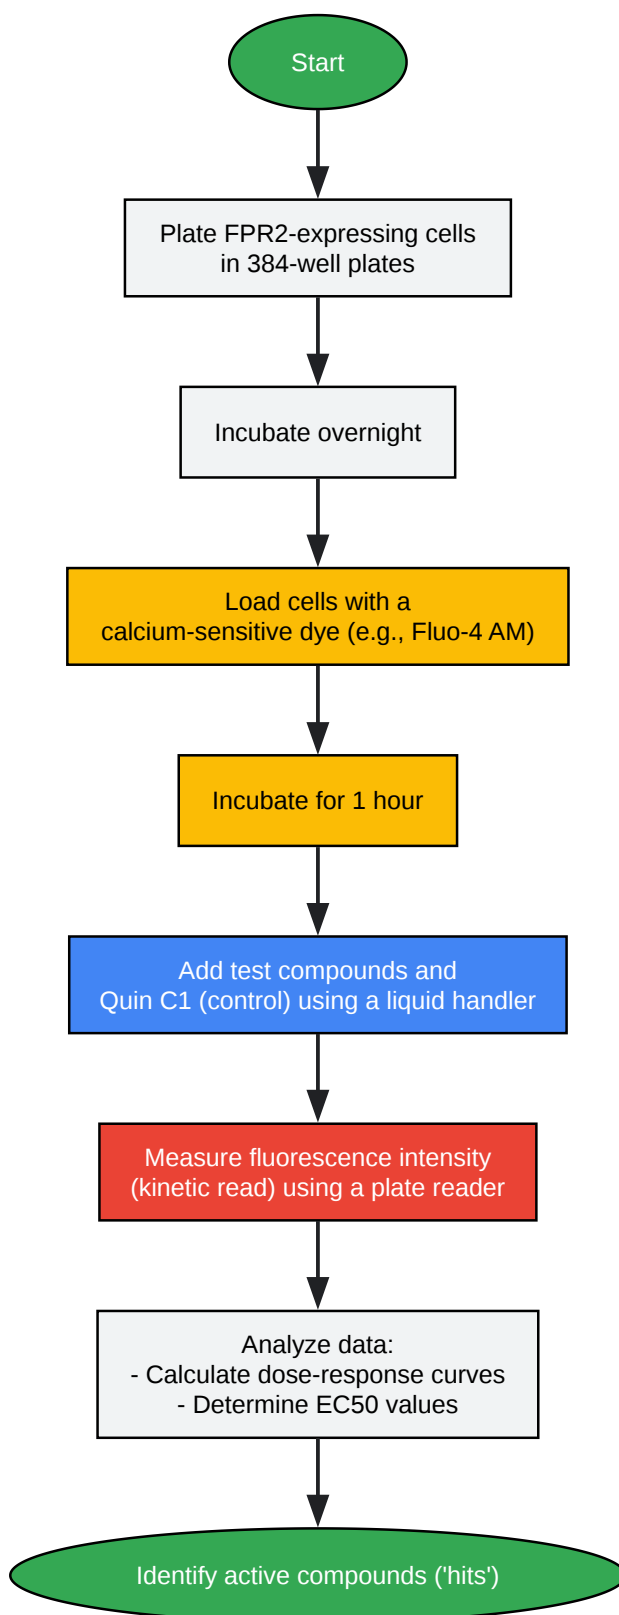 Start
Plate FPR2-expressing cells
in 384-well plates
Incubate overnight
Load cells with a
calcium-sensitive dye (e.g., Fluo-4 AM)
Incubate for 1 hour
Add test compounds and
Quin C1 (control) using a liquid handler
Measure fluorescence intensity
(kinetic read) using a plate reader
Analyze data:
- Calculate dose-response curves
- Determine EC50 values
Identify active compounds ('hits')